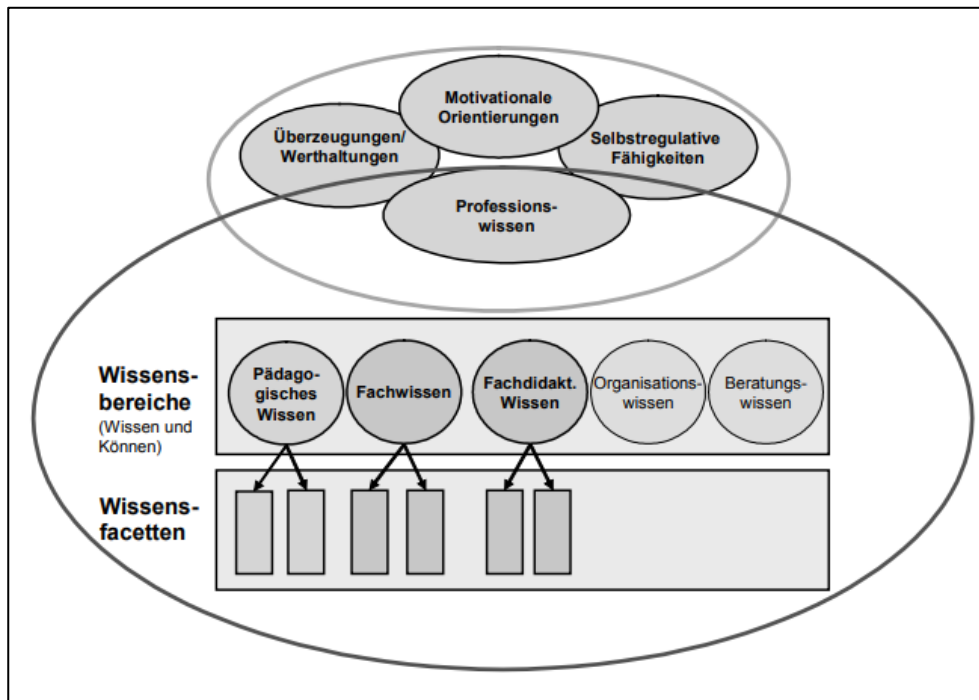 Motivationale
Orientierungen
Überzeugungen/
Werthaltungen
Selbstregulative
Fähigkeiten
Professions-
wissen
Wissens-
bereiche
(Wissen und
Können)
Pädago-
gisches
Wissen
Fachwissen
Fachdidakt.
Wissen
Organisations-
wissen
Beratungs-
wissen
Wissens-
facetten